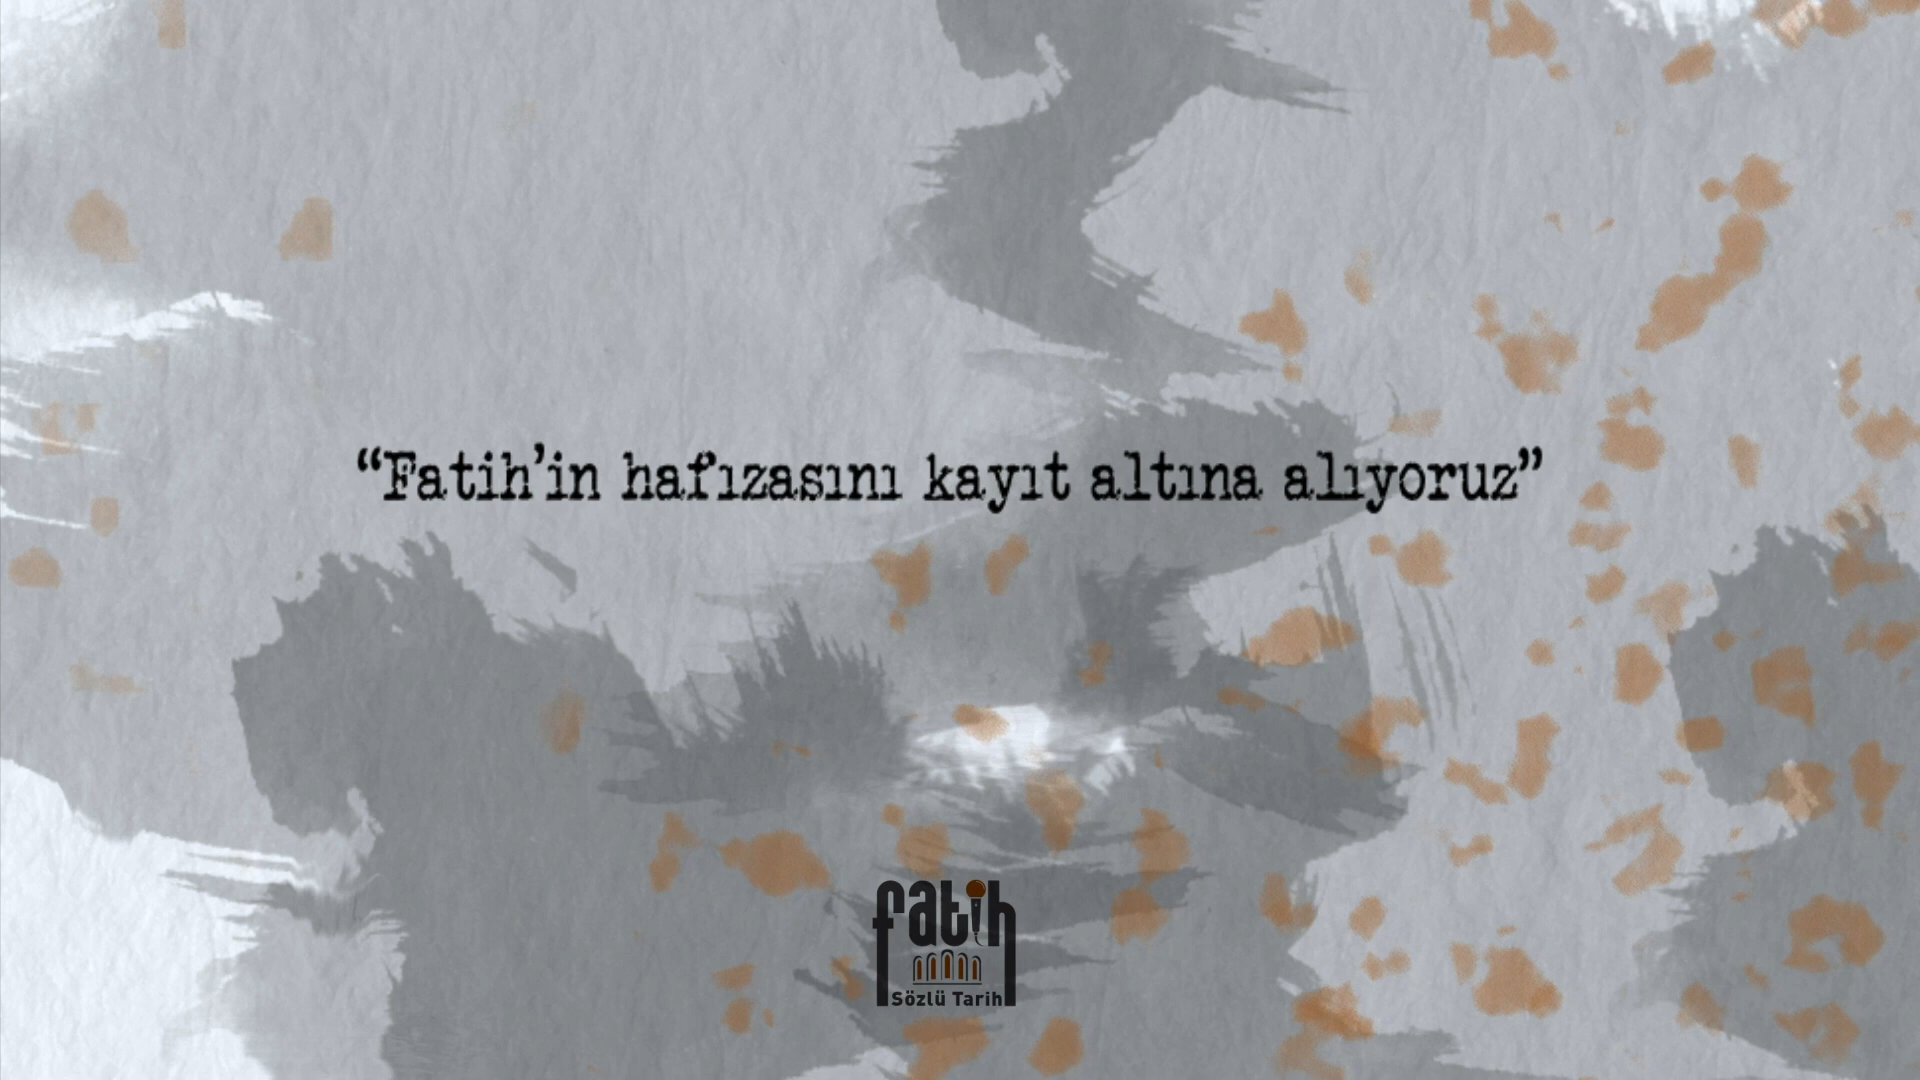 “Fatih’in hafızasını kayıt altına alıyoruz”
fatih
Sözlü Tarih